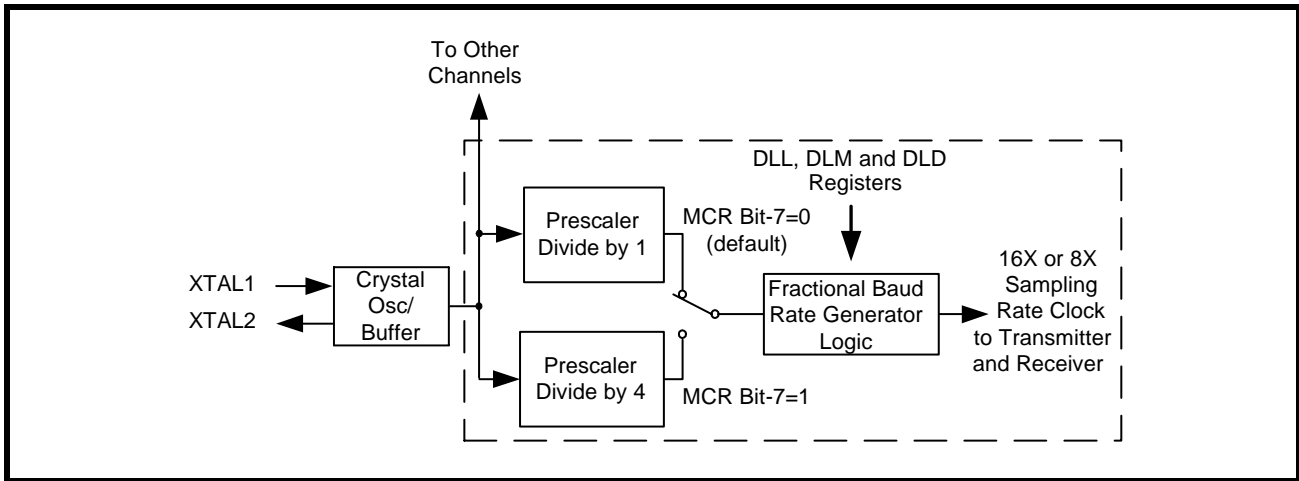 To Other
Channels
DLL, DLM and DLD
Registers
Prescaler
Divide by 1
MCR Bit-7=0
(default)
XTAL1
XTAL2
Crystal
Osc/
Buffer
Fractional Baud
Rate Generator
Logic
16X or 8X
Sampling
Rate Clock
to Transmitter
and Receiver
Prescaler
Divide by 4
MCR Bit-7=1